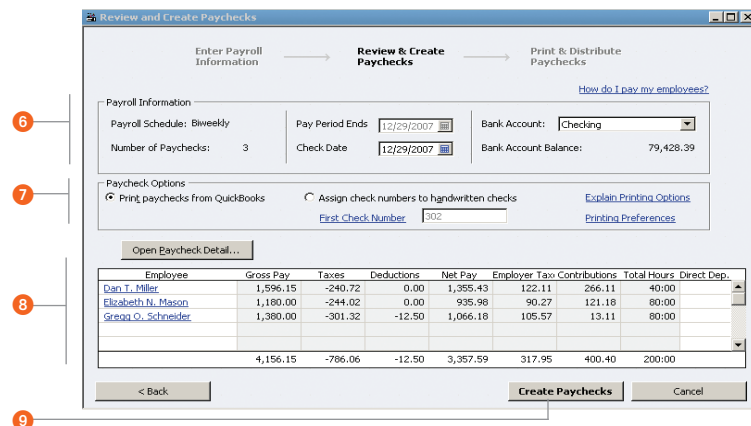 Review and Create Paychecks
Enter Payroll Information
Review & Create Paychecks
Print & Distribute Paychecks
How do I pay my employees?
6
Payroll Information
Payroll Schedule: Biweekly
Pay Period Ends 12/29/2007
Bank Account: Checking
Number of Paychecks: 3
Check Date 12/29/2007
Bank Account Balance: 79,428.39
7
Paycheck Options
Print paychecks from QuickBooks
Assign check numbers to handwritten checks
Explain Printing Options
First Check Number 302
Printing Preferences
Open Paycheck Detail...
8
Employee Gross Pay Taxes Deductions Net Pay Employer Taxe Contributions Total Hours Direct Dep.
Dan T. Miller 1,596.15 -240.72 0.00 1,355.43 122.11 266.11 40:00
Elizabeth N. Mason 1,180.00 -244.02 0.00 935.98 90.27 121.18 80:00
Gregg O. Schneider 1,380.00 -301.32 -12.50 1,066.18 105.57 13.11 80:00
4,156.15 -786.06 -12.50 3,357.59 317.95 400.40 200:00
< Back
Create Paychecks
Cancel
9